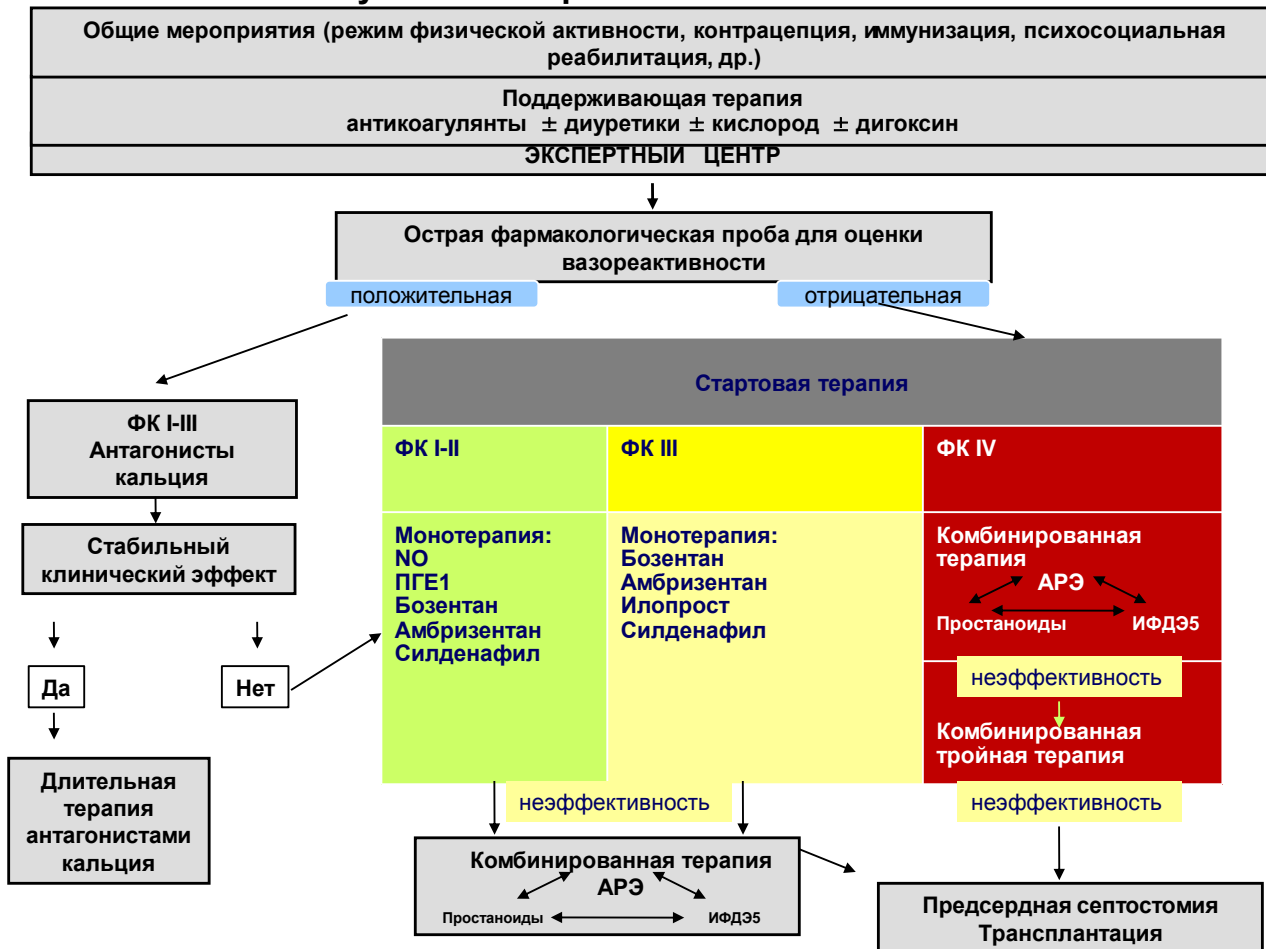 Общие мероприятия (режим физической активности, контрацепция, иммунизация, психосоциальная
реабилитация, др.)
Поддерживающая терапия
антикоагулянты ± диуретики ± кислород ± дигоксин
ЭКСПЕРТНЫЙ ЦЕНТР
Острая фармакологическая проба для оценки
вазореактивности
положительная
отрицательная
Стартовая терапия
ФК I-III
Антагонисты
кальция
Стабильный
клинический эффект
Да
Нет
Длительная
терапия
антагонистами
кальция
ФК I-II
ФК III
ФК IV
Монотерапия:
NO
ПГЕ1
Бозентан
Амбризентан
Силденафил
Монотерапия:
Бозентан
Амбризентан
Илопрост
Силденафил
Комбинированная
терапия
АРЭ
Простаноиды
ИФДЭ5
неэффективность
Комбинированная
тройная терапия
неэффективность
неэффективность
Комбинированная терапия
АРЭ
Простаноиды
ИФДЭ5
Предсердная септостомия
Трансплантация